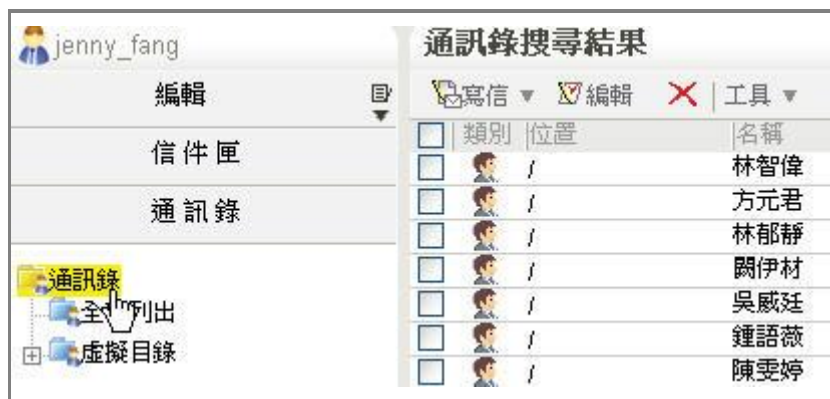 jenny_fang
編輯
信件匣
通訊錄
通訊錄
列出
虛擬目錄
通訊錄搜尋結果
寫信 編輯 工具
類別 位置 名稱
/ 林智偉
/ 方元君
/ 林郁靜
/ 闕伊材
/ 吳威廷
/ 鍾語薇
/ 陳雯婷